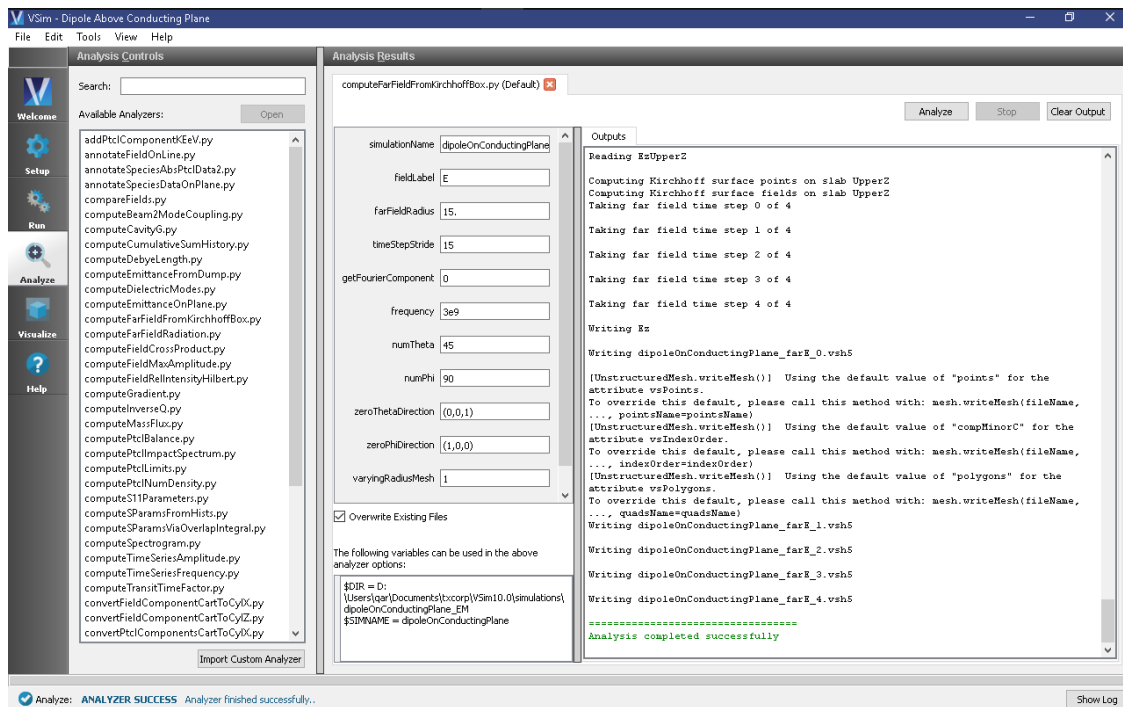 VSim - Dipole Above Conducting Plane
File Edit Tools View Help
Analysis Controls
Analysis Results
Welcome
Setup
Run
Analyze
Visualize
Help
Search:
Available Analyzers:
Open
addPtclComponentKEeV.py
annotateFieldOnLine.py
annotateSpeciesAbsPtclData2.py
annotateSpeciesDataOnPlane.py
compareFields.py
computeBeam2ModeCoupling.py
computeCavityG.py
computeCumulativeSumHistory.py
computeDebyeLength.py
computeEmittanceFromDump.py
computeDielectricModes.py
computeEmittanceOnPlane.py
computeFarFieldFromKirchhoffBox.py
computeFarFieldRadiation.py
computeFieldCrossProduct.py
computeFieldMaxAmplitude.py
computeFieldRelIntensityHilbert.py
computeGradient.py
computeInverseQ.py
computeMassFlux.py
computePtclBalance.py
computePtclImpactSpectrum.py
computePtclLimits.py
computePtclNumDensity.py
computeS11Parameters.py
computeSParamsFromHists.py
computeSParamsViaOverlapIntegral.py
computeSpectrogram.py
computeTimeSeriesAmplitude.py
computeTimeSeriesFrequency.py
computeTransitTimeFactor.py
convertFieldComponentCartToCylX.py
convertFieldComponentCartToCylZ.py
convertPtclComponentsCartToCylX.py
Import Custom Analyzer
computeFarFieldFromKirchhoffBox.py (Default)
Analyze Stop Clear Output
simulationName dipoleOnConductingPlane
fieldLabel E
farFieldRadius 15.
timeStepStride 15
getFourierComponent 0
frequency 3e9
numTheta 45
numPhi 90
zeroThetaDirection (0,0,1)
zeroPhiDirection (1,0,0)
varyingRadiusMesh 1
Overwrite Existing Files
The following variables can be used in the above
analyzer options:
$DIR = D:
\Users\qar\Documents\txcorp\VSim10.0\simulations\
dipoleOnConductingPlane_EM
$SIMNAME = dipoleOnConductingPlane
Outputs
Reading EzUpperZ
Computing Kirchhoff surface points on slab UpperZ
Computing Kirchhoff surface fields on slab UpperZ
Taking far field time step 0 of 4
Taking far field time step 1 of 4
Taking far field time step 2 of 4
Taking far field time step 3 of 4
Taking far field time step 4 of 4
Writing Ez
Writing dipoleOnConductingPlane_farE_0.vsh5
[UnstructuredMesh.writeMesh()] Using the default value of "points" for the
attribute vsPoints.
To override this default, please call this method with: mesh.writeMesh(fileName,
..., pointsName=pointsName)
[UnstructuredMesh.writeMesh()] Using the default value of "compMinorC" for the
attribute vsIndexOrder.
To override this default, please call this method with: mesh.writeMesh(fileName,
..., indexOrder=indexOrder)
[UnstructuredMesh.writeMesh()] Using the default value of "polygons" for the
attribute vsPolygons.
To override this default, please call this method with: mesh.writeMesh(fileName,
..., quadsName=quadsName)
Writing dipoleOnConductingPlane_farE_1.vsh5
Writing dipoleOnConductingPlane_farE_2.vsh5
Writing dipoleOnConductingPlane_farE_3.vsh5
Writing dipoleOnConductingPlane_farE_4.vsh5
=================================
Analysis completed successfully
Analyze: ANALYZER SUCCESS Analyzer finished successfully..
Show Log